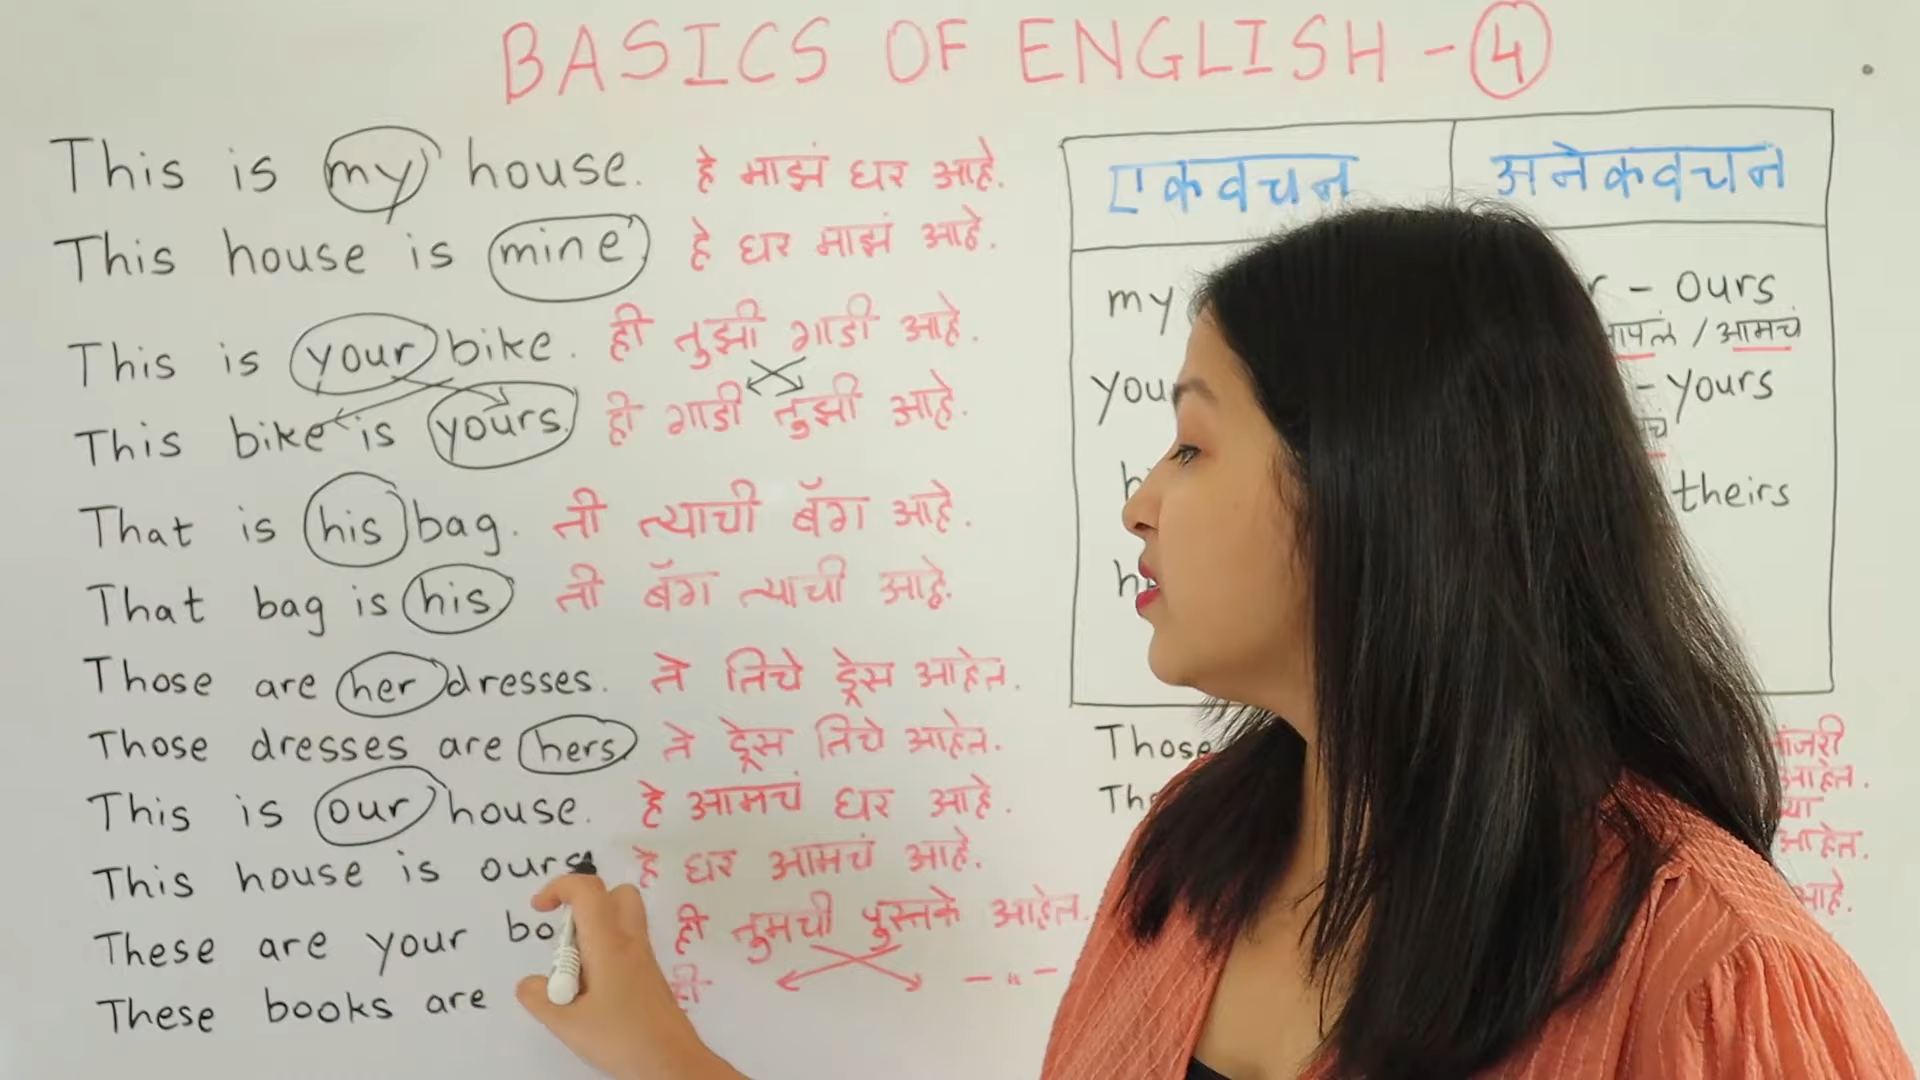 BASICS OF ENGLISH - 4
This is my house. हे माझं घर आहे.
This house is mine. हे घर माझं आहे.
This is your bike. ही तुझी गाडी आहे.
This bike is yours. ही गाडी तुझी आहे.
That is his bag. ती त्याची बॅग आहे.
That bag is his ती बॅग त्याची आहे.
Those are her dresses. ते तिचे ड्रेस आहेत.
Those dresses are hers ते ड्रेस तिचे आहेत.
This is our house. हे आमचं घर आहे.
This house is ours हे घर आमचं आहे.
These are your ही तुमची पुस्तके आहेत.
These books are ही - " -
एकवचन अनेकवचन
my - ours
/ आमचं
- yours
theirs
Those
आहेत.
आहेत.
आहे.